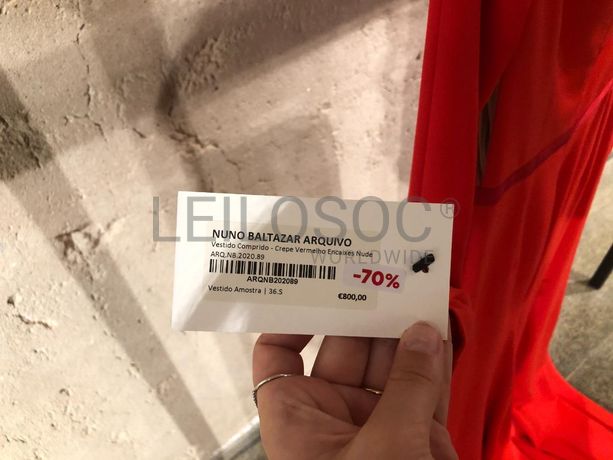 LEILOSOC®
WORLDWIDE
NUNO BALTAZAR ARQUIVO
Vestido Comprido - Crepe Vermelho Encaixes Nude
ARQ.NB.2020.89
ARQNB202089
-70%
Vestido Amostra | 36.S
€800,00